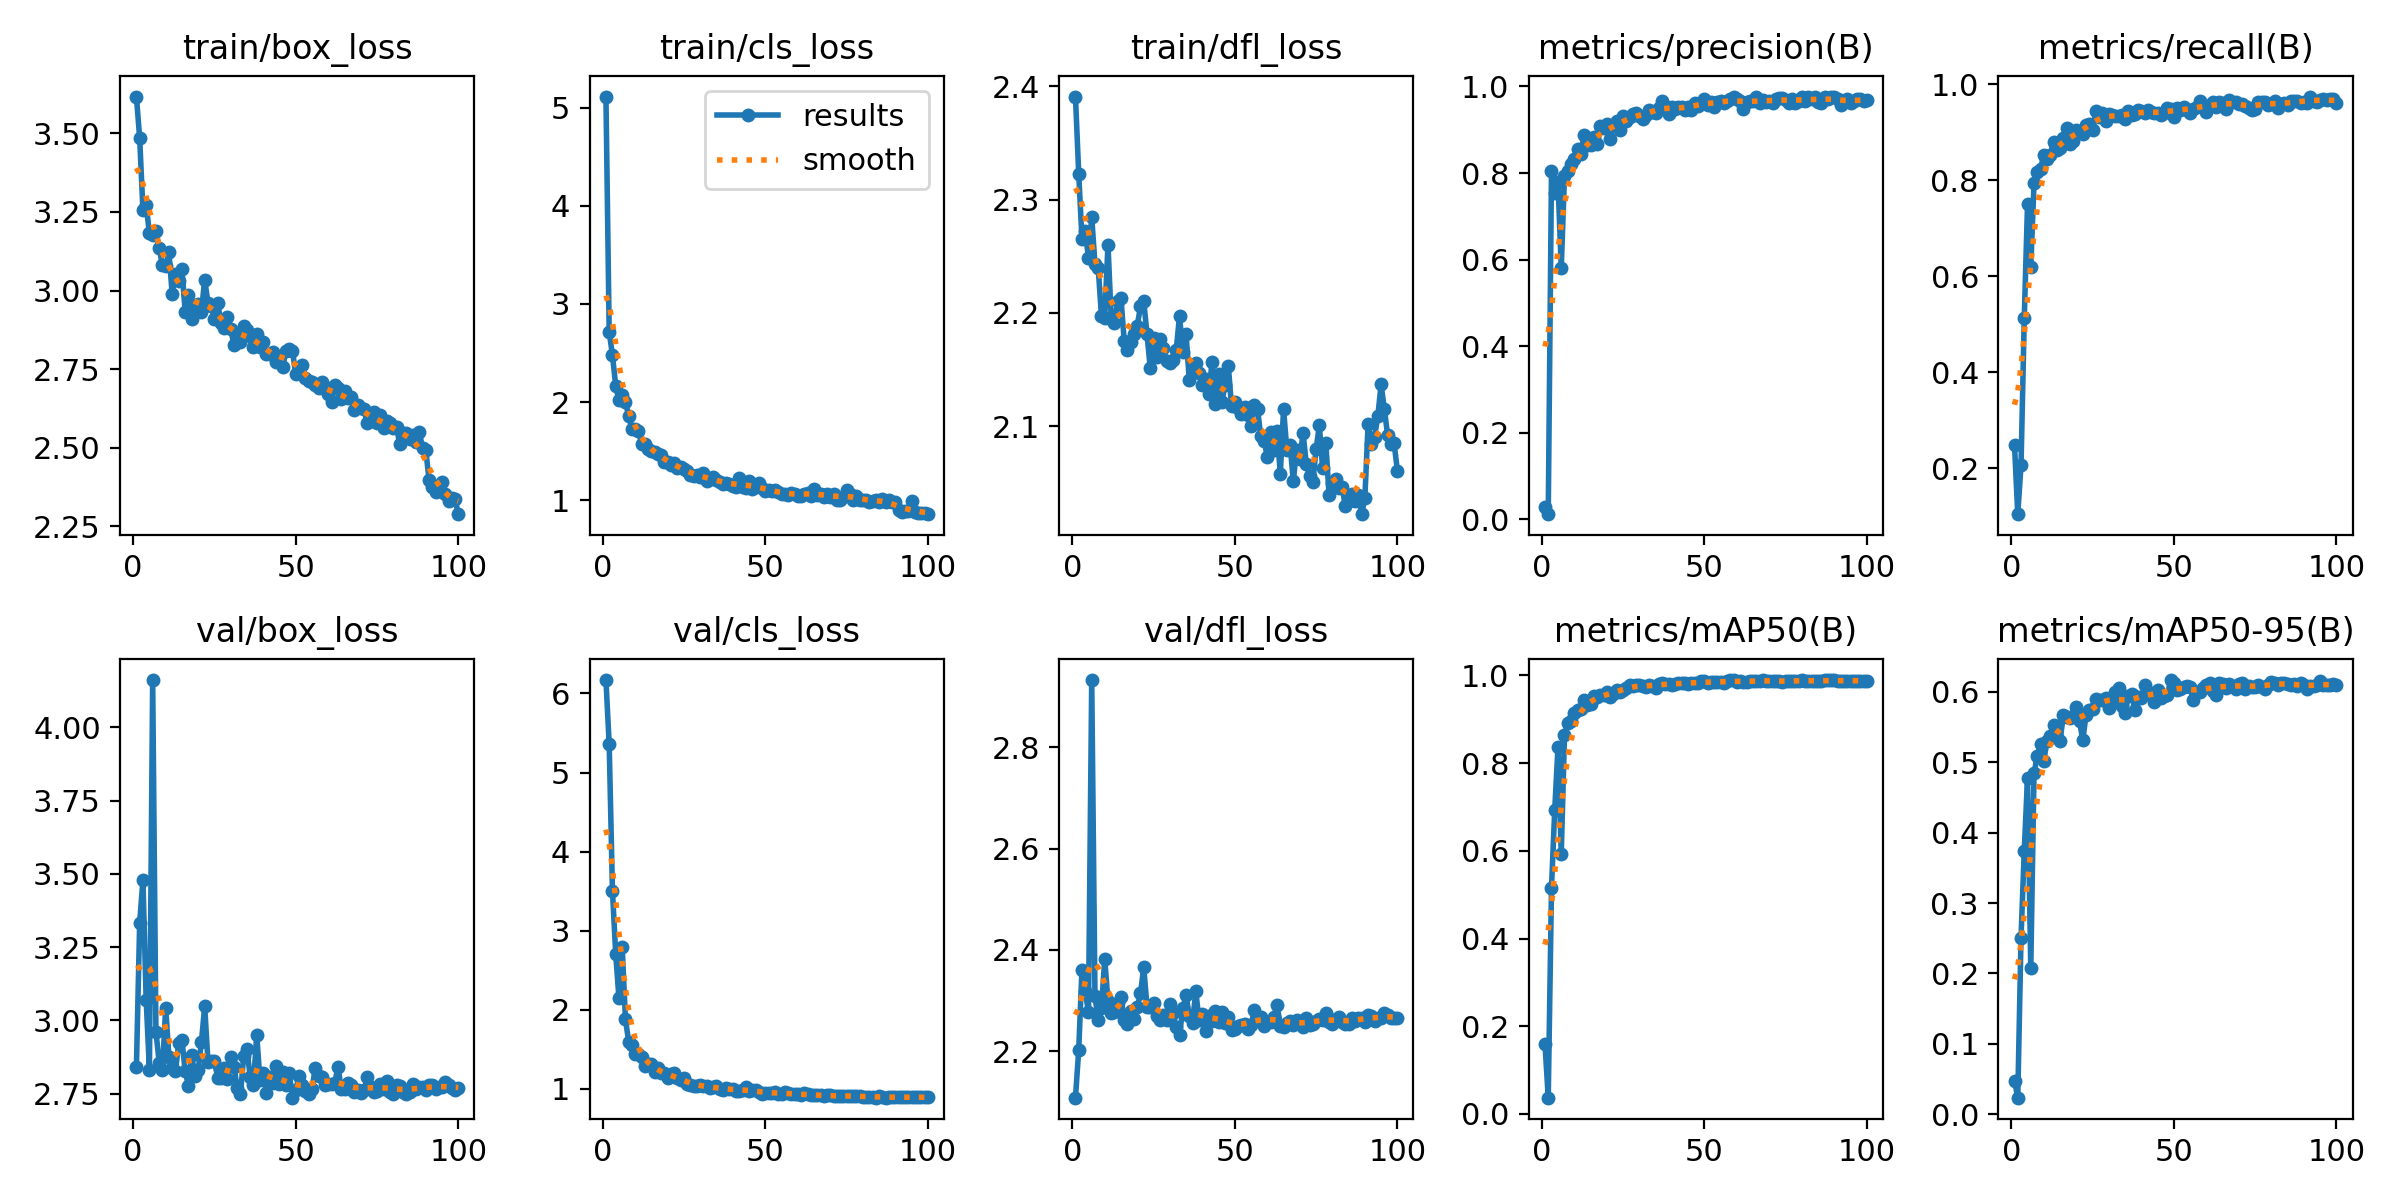 train/box_loss
train/cls_loss
train/dfl_loss
metrics/precision(B)
metrics/recall(B)
3.50
3.25
3.00
2.75
2.50
2.25
0 50 100
results
smooth
5
4
3
2
1
0 50 100
2.4
2.3
2.2
2.1
0 50 100
1.0
0.8
0.6
0.4
0.2
0.0
0 50 100
1.0
0.8
0.6
0.4
0.2
0 50 100
val/box_loss
val/cls_loss
val/dfl_loss
metrics/mAP50(B)
metrics/mAP50-95(B)
4.00
3.75
3.50
3.25
3.00
2.75
0 50 100
6
5
4
3
2
1
0 50 100
2.8
2.6
2.4
2.2
0 50 100
1.0
0.8
0.6
0.4
0.2
0.0
0 50 100
0.6
0.5
0.4
0.3
0.2
0.1
0.0
0 50 100